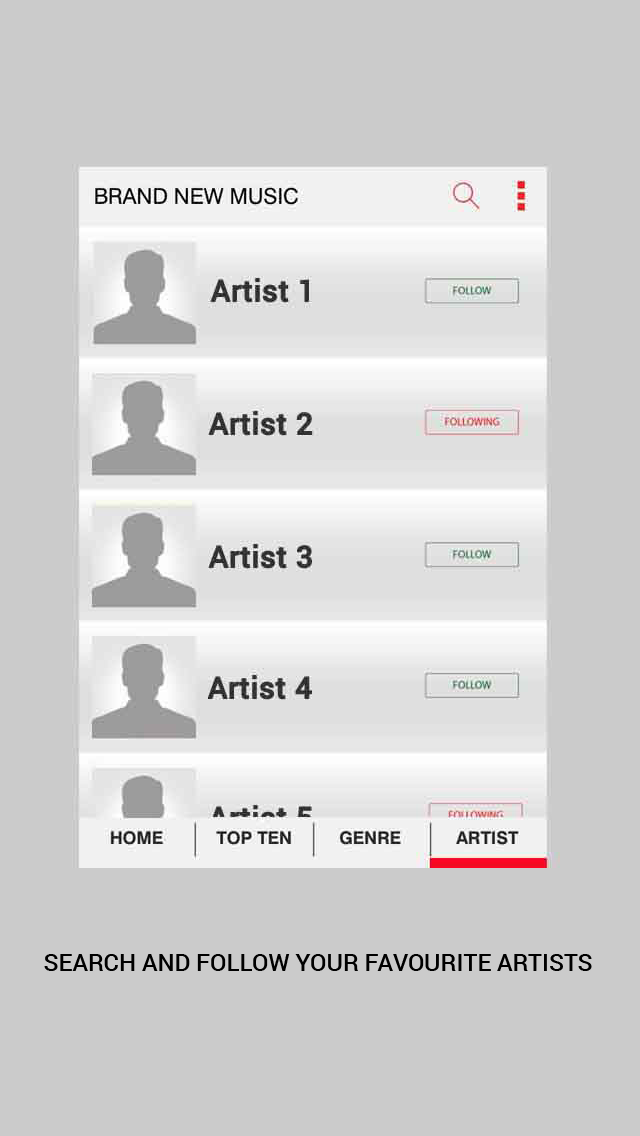 BRAND NEW MUSIC
Artist 1
FOLLOW
Artist 2
FOLLOWING
Artist 3
FOLLOW
Artist 4
FOLLOW
Artist 5
FOLLOWING
HOME
TOP TEN
GENRE
ARTIST
SEARCH AND FOLLOW YOUR FAVOURITE ARTISTS